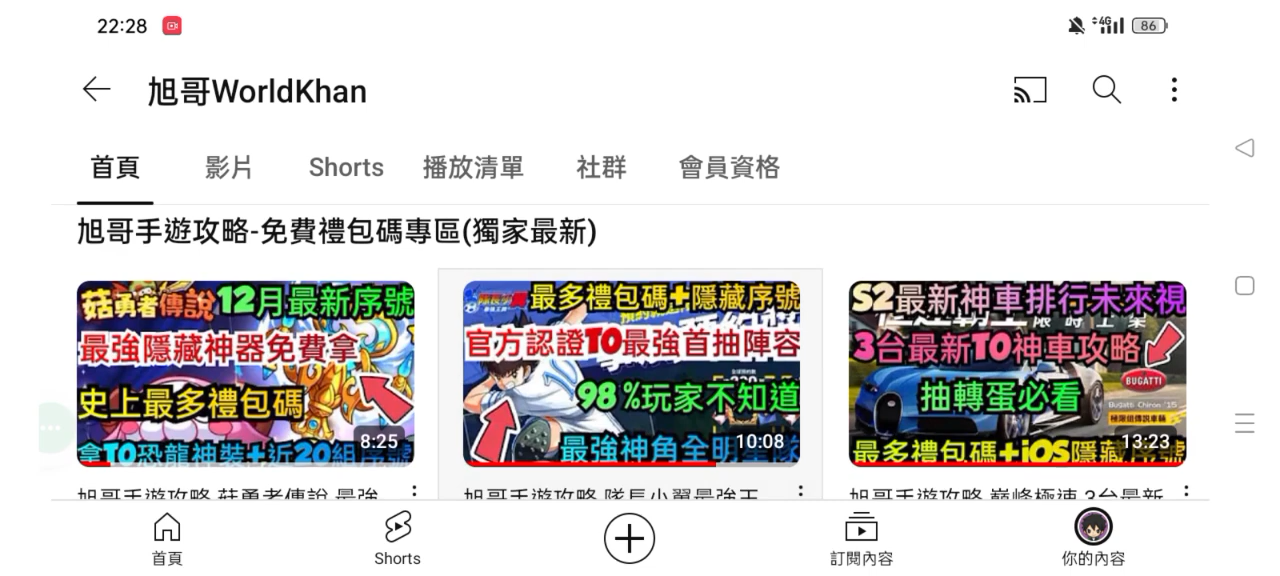 22:28
4G
86
旭哥WorldKhan
首頁 影片 Shorts 播放清單 社群 會員資格
旭哥手遊攻略-免費禮包碼專區(獨家最新)
菇勇者傳說12月最新序號
最強隱藏神器免費拿
史上最多禮包碼
拿T0恐龍神裝+近20組序號
8:25
最多禮包碼+隱藏序號
官方認證T0最強首抽陣容
98%玩家不知道
最強神角全明星隊
10:08
S2最新神車排行未來視
3台最新T0神車攻略
抽轉蛋必看
BUGATTI
Bugatti Chiron '15
最多禮包碼+iOS隱藏序號
13:23
旭哥手遊攻略 菇勇者傳說 最強
旭哥手遊攻略 隊長小翼最強王
旭哥手遊攻略 巔峰極速 3台最新
首頁
Shorts
訂閱內容
你的內容